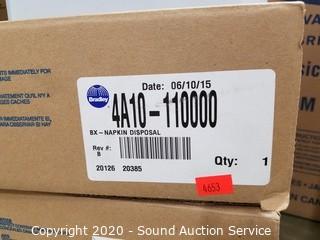 Date: 06/10/15
Bradley
4A10-110000
BX-NAPKIN DISPOSAL
Rev #:
B
Qty: 1
20126 20385
4653
Copyright 2020 - Sound Auction Service